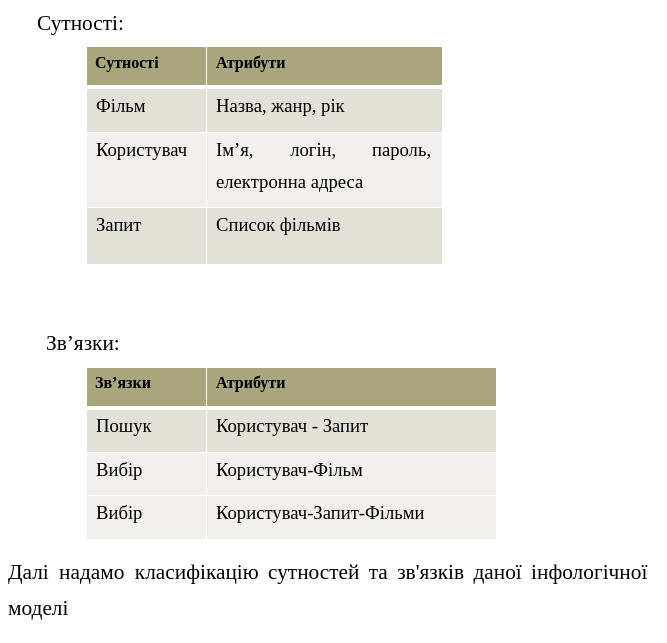 Сутності:
Сутності Атрибути
Фільм Назва, жанр, рік
Користувач Ім’я, логін, пароль,
електронна адреса
Запит Список фільмів
Зв’язки:
Зв’язки Атрибути
Пошук Користувач - Запит
Вибір Користувач-Фільм
Вибір Користувач-Запит-Фільми
Далі надамо класифікацію сутностей та зв'язків даної інфологічної
моделі